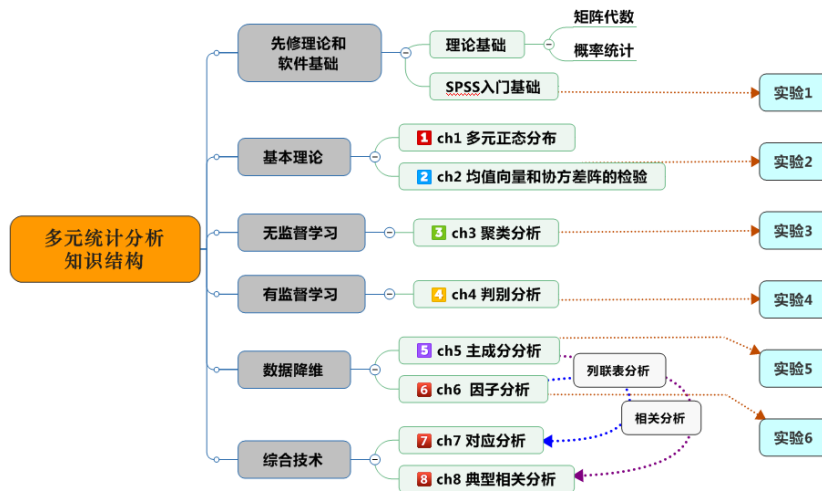 多元统计分析
知识结构
先修理论和
软件基础
理论基础
矩阵代数
概率统计
SPSS入门基础
实验1
基本理论
1 ch1 多元正态分布
2 ch2 均值向量和协方差阵的检验
实验2
无监督学习
3 ch3 聚类分析
实验3
有监督学习
4 ch4 判别分析
实验4
数据降维
5 ch5 主成分分析
6 ch6 因子分析
列联表分析
相关分析
实验5
实验6
综合技术
7 ch7 对应分析
8 ch8 典型相关分析